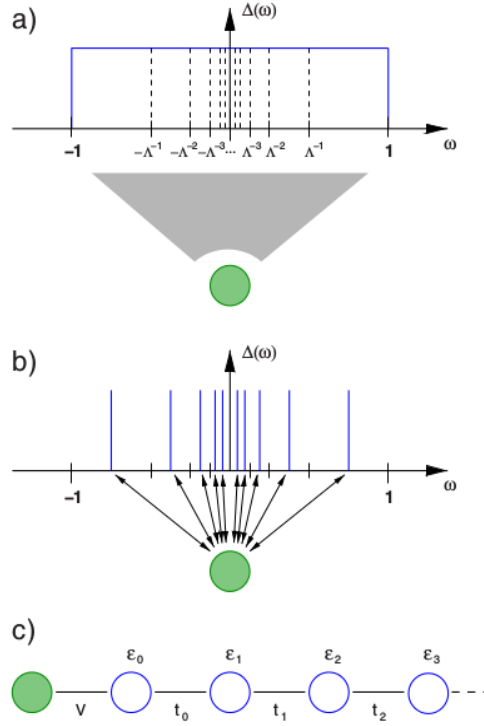 a)
Δ(ω)
−1 −Λ⁻¹ −Λ⁻² −Λ⁻³ ... Λ⁻³ Λ⁻² Λ⁻¹ 1 ω
b)
Δ(ω)
−1 1 ω
c)
ε₀ ε₁ ε₂ ε₃
V t₀ t₁ t₂